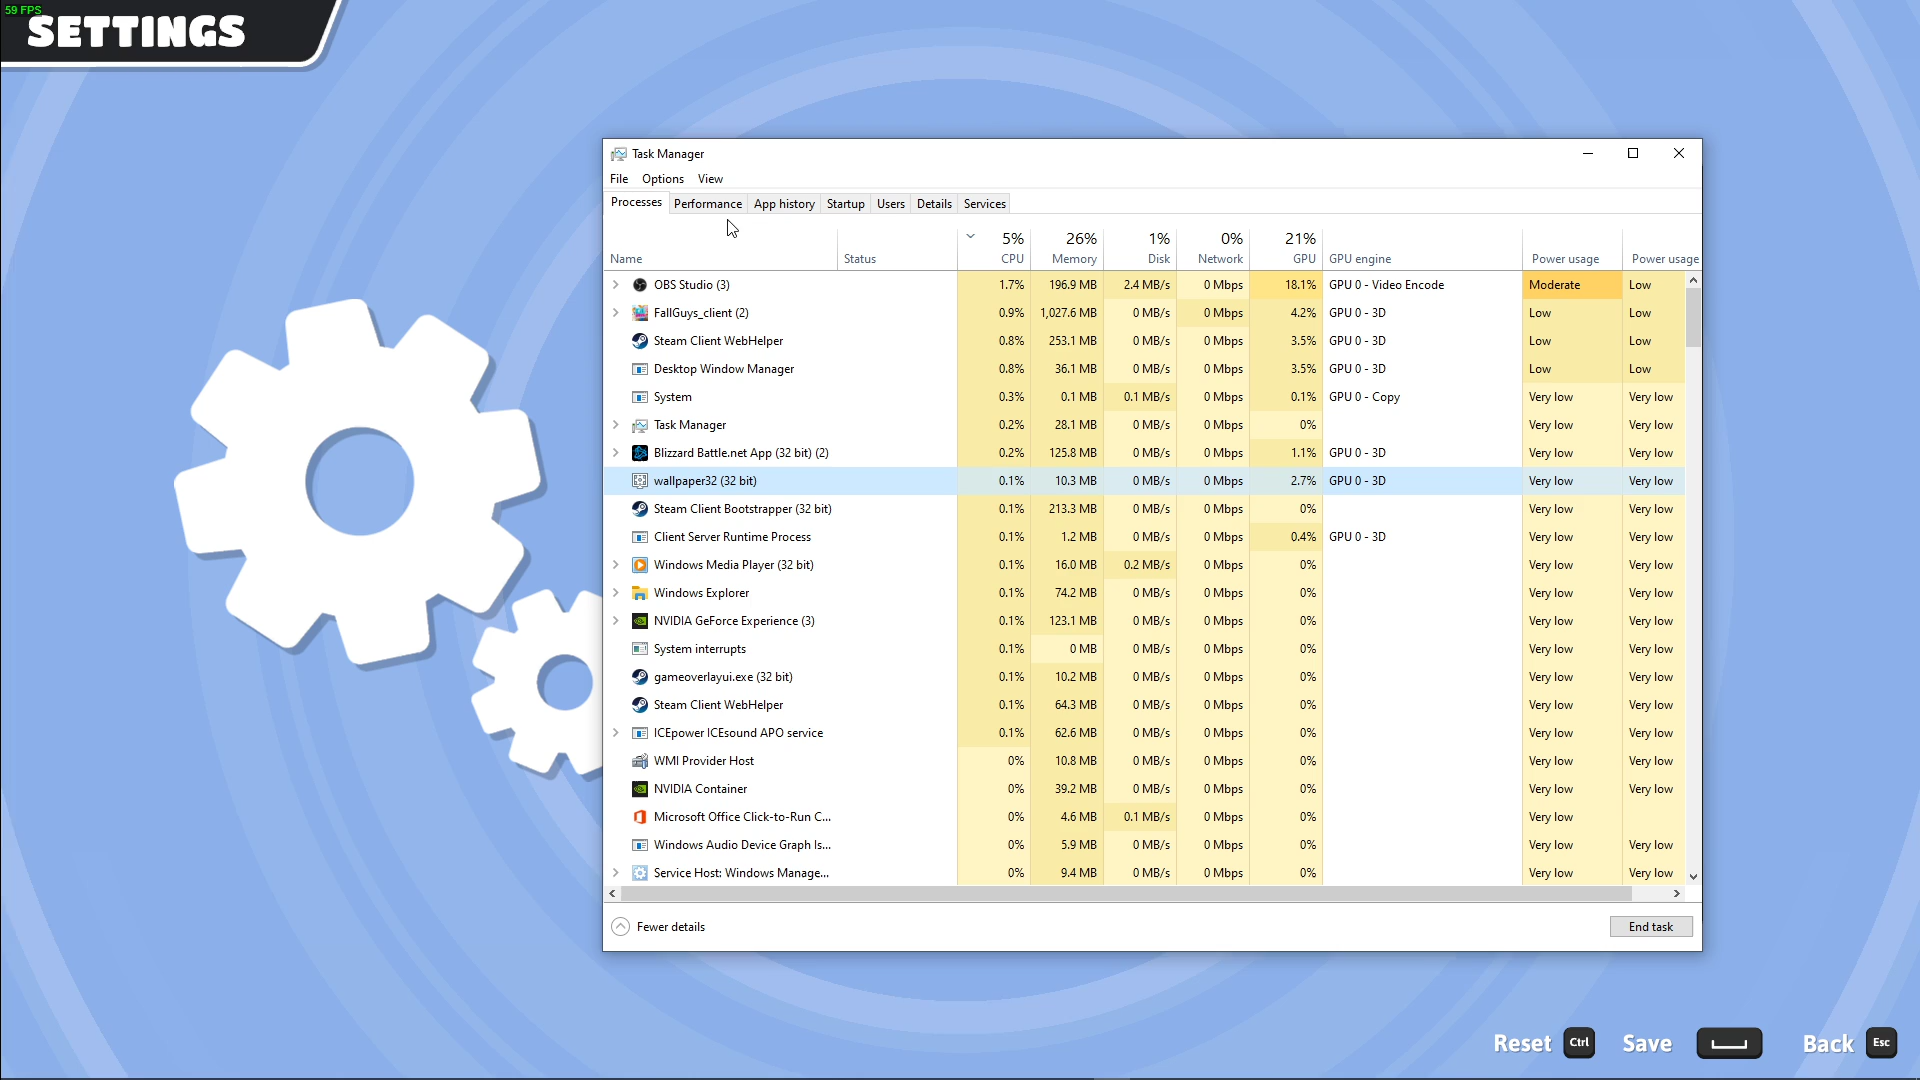 59 FPS
SETTINGS
Task Manager
File Options View
Processes Performance App history Startup Users Details Services
5% 26% 1% 0% 21%
Name Status CPU Memory Disk Network GPU GPU engine Power usage Power usage
OBS Studio (3) 1.7% 196.9 MB 2.4 MB/s 0 Mbps 18.1% GPU 0 - Video Encode Moderate Low
FallGuys_client (2) 0.9% 1,027.6 MB 0 MB/s 0 Mbps 4.2% GPU 0 - 3D Low Low
Steam Client WebHelper 0.8% 253.1 MB 0 MB/s 0 Mbps 3.5% GPU 0 - 3D Low Low
Desktop Window Manager 0.8% 36.1 MB 0 MB/s 0 Mbps 3.5% GPU 0 - 3D Low Low
System 0.3% 0.1 MB 0.1 MB/s 0 Mbps 0.1% GPU 0 - Copy Very low Very low
Task Manager 0.2% 28.1 MB 0 MB/s 0 Mbps 0% Very low Very low
Blizzard Battle.net App (32 bit) (2) 0.2% 125.8 MB 0 MB/s 0 Mbps 1.1% GPU 0 - 3D Very low Very low
wallpaper32 (32 bit) 0.1% 10.3 MB 0 MB/s 0 Mbps 2.7% GPU 0 - 3D Very low Very low
Steam Client Bootstrapper (32 bit) 0.1% 213.3 MB 0 MB/s 0 Mbps 0% Very low Very low
Client Server Runtime Process 0.1% 1.2 MB 0 MB/s 0 Mbps 0.4% GPU 0 - 3D Very low Very low
Windows Media Player (32 bit) 0.1% 16.0 MB 0.2 MB/s 0 Mbps 0% Very low Very low
Windows Explorer 0.1% 74.2 MB 0 MB/s 0 Mbps 0% Very low Very low
NVIDIA GeForce Experience (3) 0.1% 123.1 MB 0 MB/s 0 Mbps 0% Very low Very low
System interrupts 0.1% 0 MB 0 MB/s 0 Mbps 0% Very low Very low
gameoverlayui.exe (32 bit) 0.1% 10.2 MB 0 MB/s 0 Mbps 0% Very low Very low
Steam Client WebHelper 0.1% 64.3 MB 0 MB/s 0 Mbps 0% Very low Very low
ICEpower ICEsound APO service 0.1% 62.6 MB 0 MB/s 0 Mbps 0% Very low Very low
WMI Provider Host 0% 10.8 MB 0 MB/s 0 Mbps 0% Very low Very low
NVIDIA Container 0% 39.2 MB 0 MB/s 0 Mbps 0% Very low Very low
Microsoft Office Click-to-Run C... 0% 4.6 MB 0.1 MB/s 0 Mbps 0% Very low
Windows Audio Device Graph Is... 0% 5.9 MB 0 MB/s 0 Mbps 0% Very low Very low
Service Host: Windows Manage... 0% 9.4 MB 0 MB/s 0 Mbps 0% Very low Very low
Fewer details End task
Reset Ctrl Save Back Esc